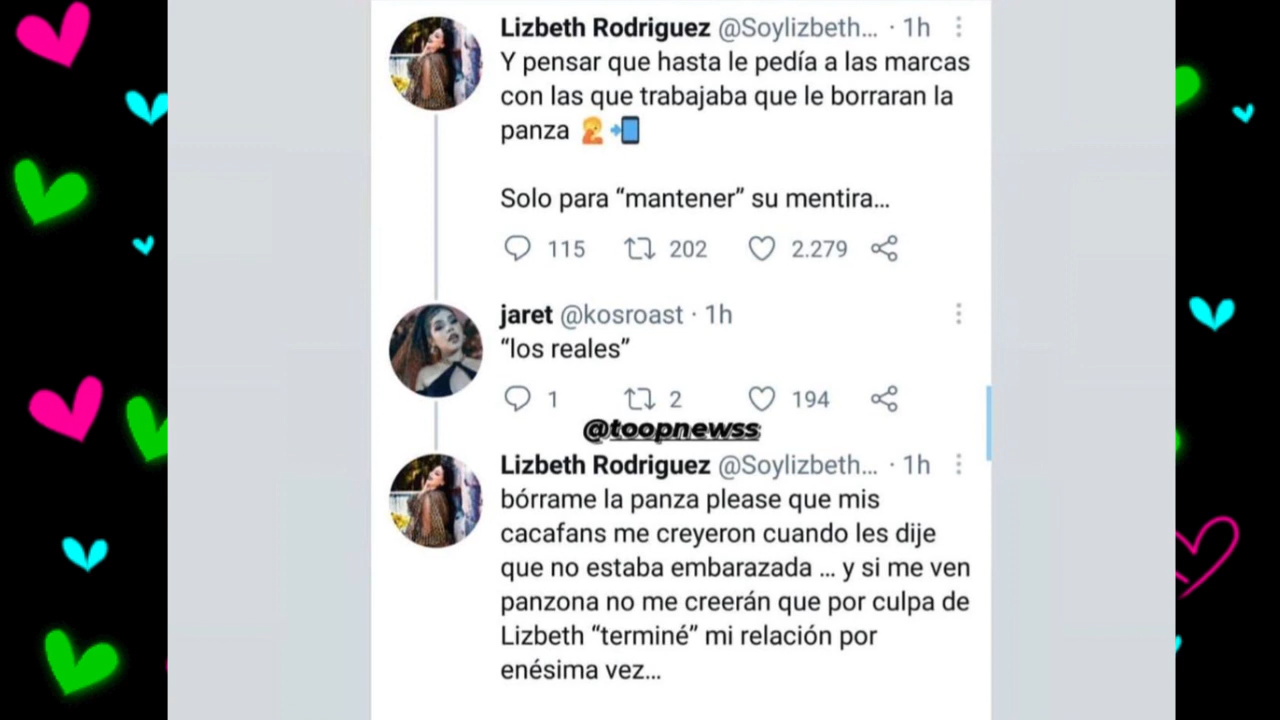 Lizbeth Rodriguez @Soylizbeth... · 1h
Y pensar que hasta le pedía a las marcas
con las que trabajaba que le borraran la
panza 🤦📲
Solo para “mantener” su mentira...
115 202 2.279
jaret @kosroast · 1h
“los reales”
1 2 194
@toopnewss
Lizbeth Rodriguez @Soylizbeth... · 1h
bórrame la panza please que mis
cacafans me creyeron cuando les dije
que no estaba embarazada ... y si me ven
panzona no me creerán que por culpa de
Lizbeth “terminé” mi relación por
enésima vez...